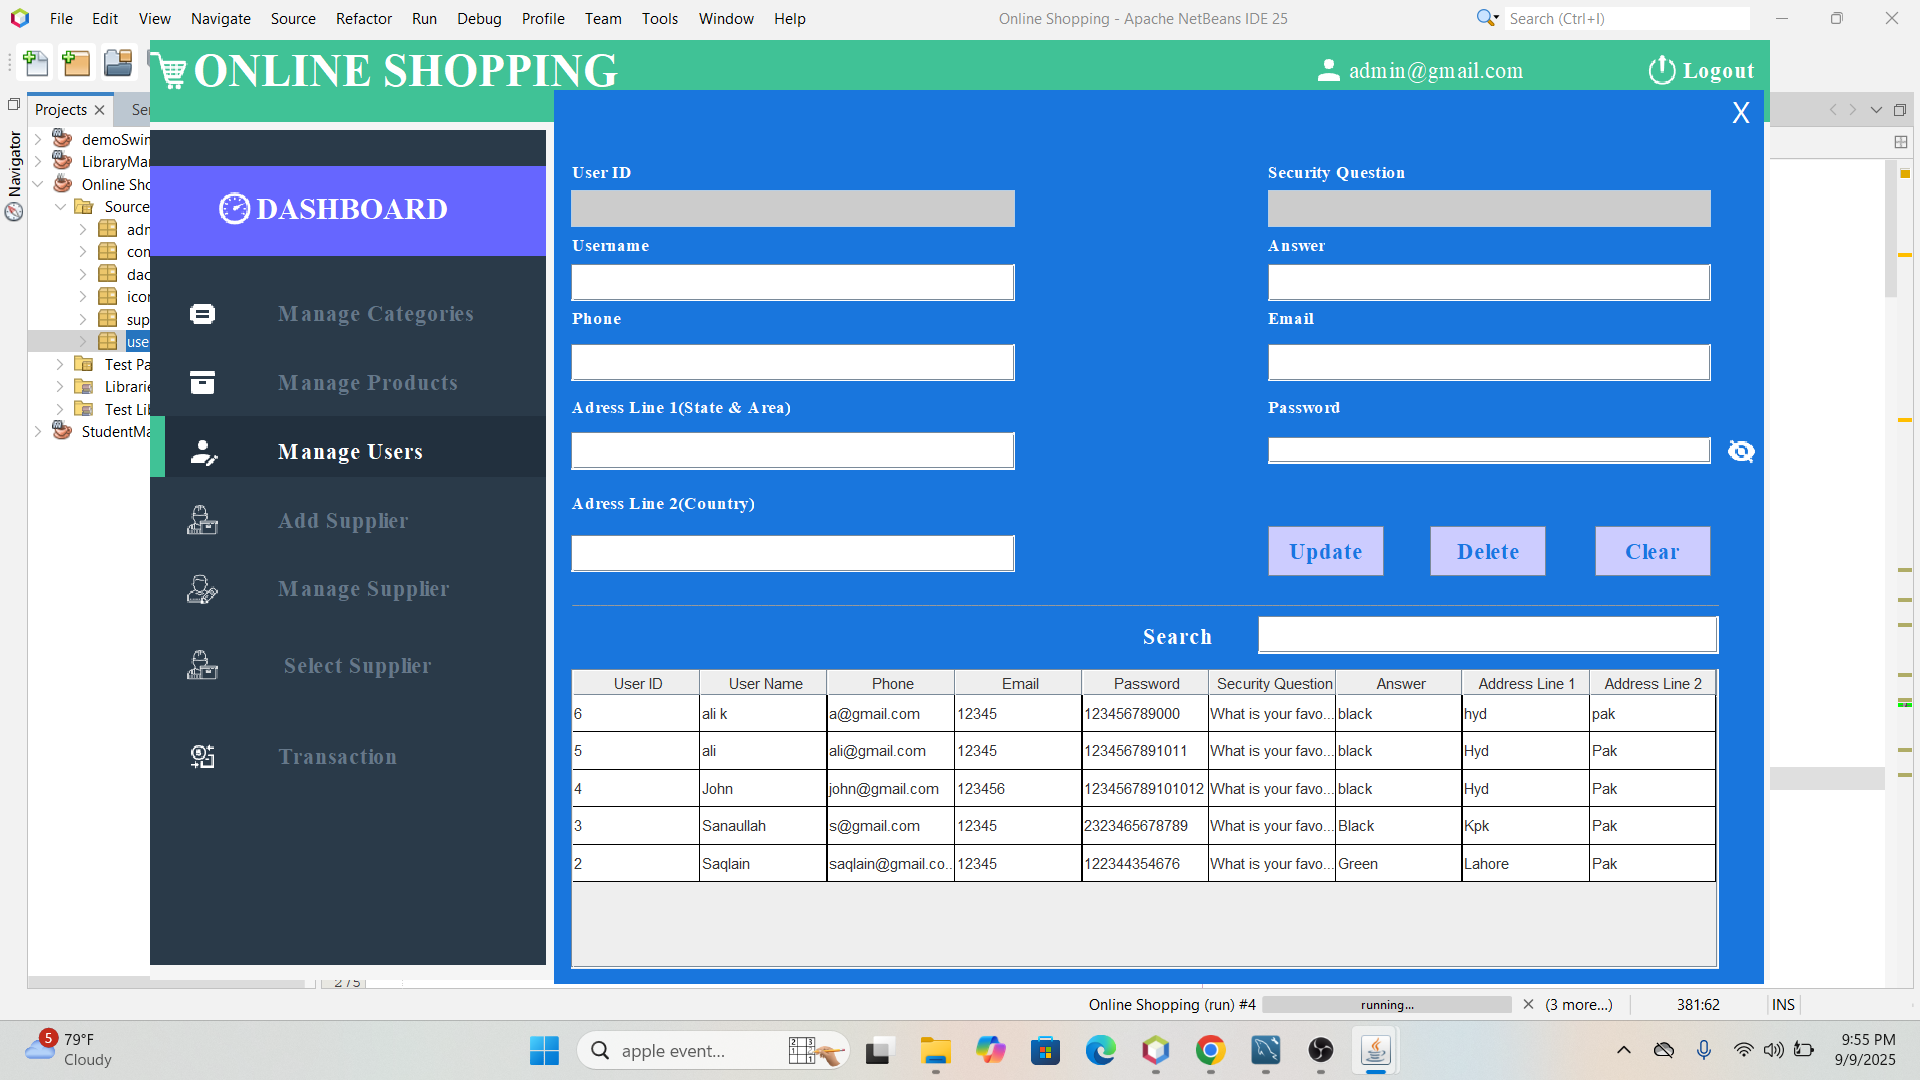 File Edit View Navigate Source Refactor Run Debug Profile Team Tools Window Help
Online Shopping - Apache NetBeans IDE 25
Search (Ctrl+I)
ONLINE SHOPPING
admin@gmail.com
Logout
Projects
Ser
X
Navigator
demoSwin
LibraryMar
Online Sho
Source
adn
con
dao
icor
sup
use
Test Pa
Librarie
Test Lib
StudentMa
DASHBOARD
Manage Categories
Manage Products
Manage Users
Add Supplier
Manage Supplier
Select Supplier
Transaction
User ID
Security Question
Username
Answer
Phone
Email
Adress Line 1(State & Area)
Password
Adress Line 2(Country)
Update Delete Clear
Search
User ID User Name Phone Email Password Security Question Answer Address Line 1 Address Line 2
6 ali k a@gmail.com 12345 123456789000 What is your favo... black hyd pak
5 ali ali@gmail.com 12345 1234567891011 What is your favo... black Hyd Pak
4 John john@gmail.com 123456 123456789101012 What is your favo... black Hyd Pak
3 Sanaullah s@gmail.com 12345 2323465678789 What is your favo... Black Kpk Pak
2 Saqlain saqlain@gmail.co... 12345 122344354676 What is your favo... Green Lahore Pak
275
Online Shopping (run) #4 running... (3 more...) 381:62 INS
5
79°F
Cloudy
apple event...
9:55 PM
9/9/2025